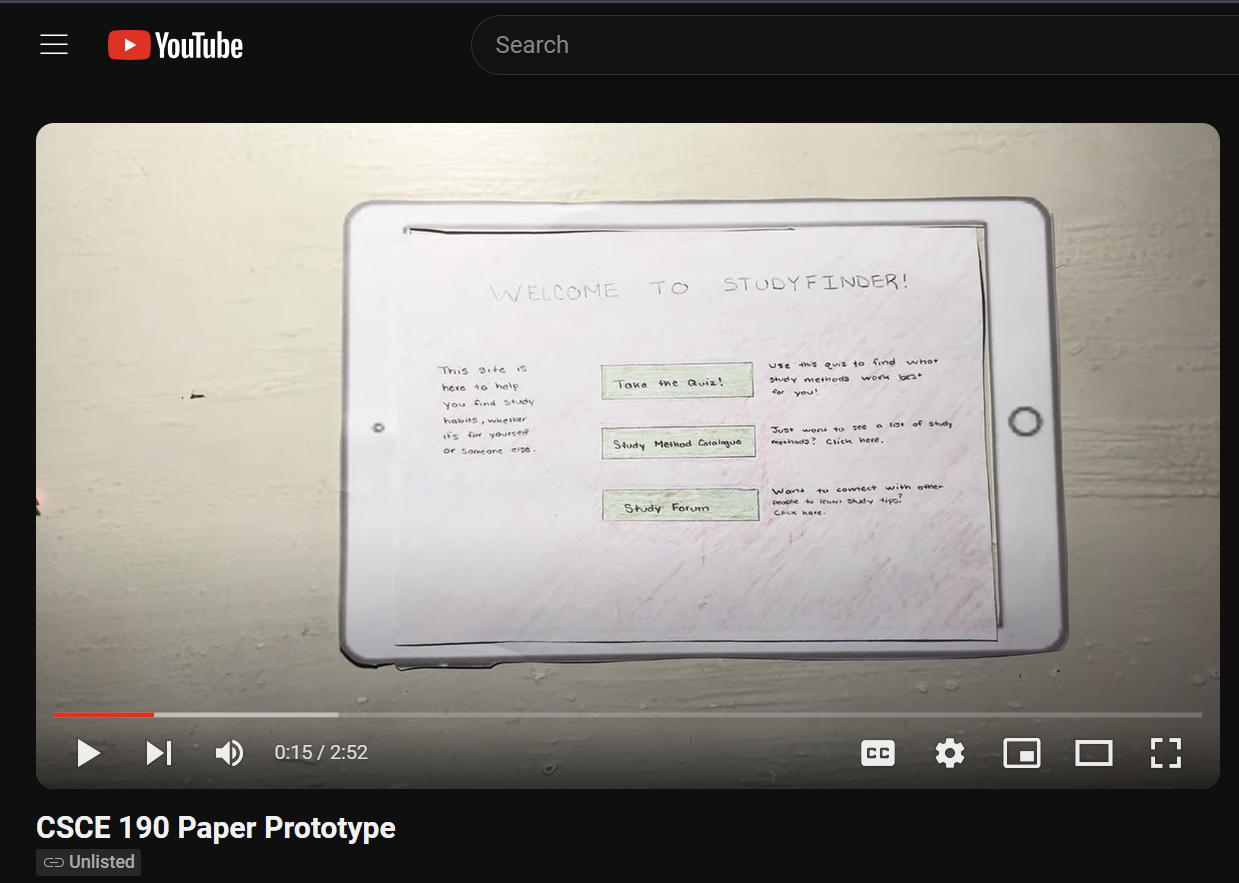 YouTube
Search
WELCOME TO STUDYFINDER!
This site is
here to help
you find study
habits, whether
it's for yourself
or someone else.
Take the Quiz!
Use this quiz to find what
study methods work best
for you!
Study Method Catalogue
Just want to see a list of study
methods? Click here.
Study Forum
Want to connect with other
people to learn study tips?
Click here.
0:15 / 2:52
CC
CSCE 190 Paper Prototype
Unlisted